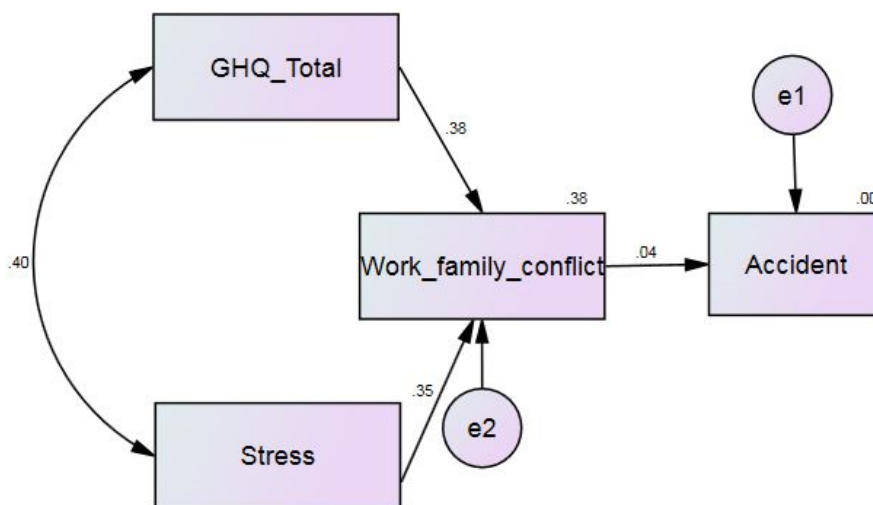 GHQ_Total
e1
.38
.38
.00
.40
Work_family_conflict
.04
Accident
.35
e2
Stress